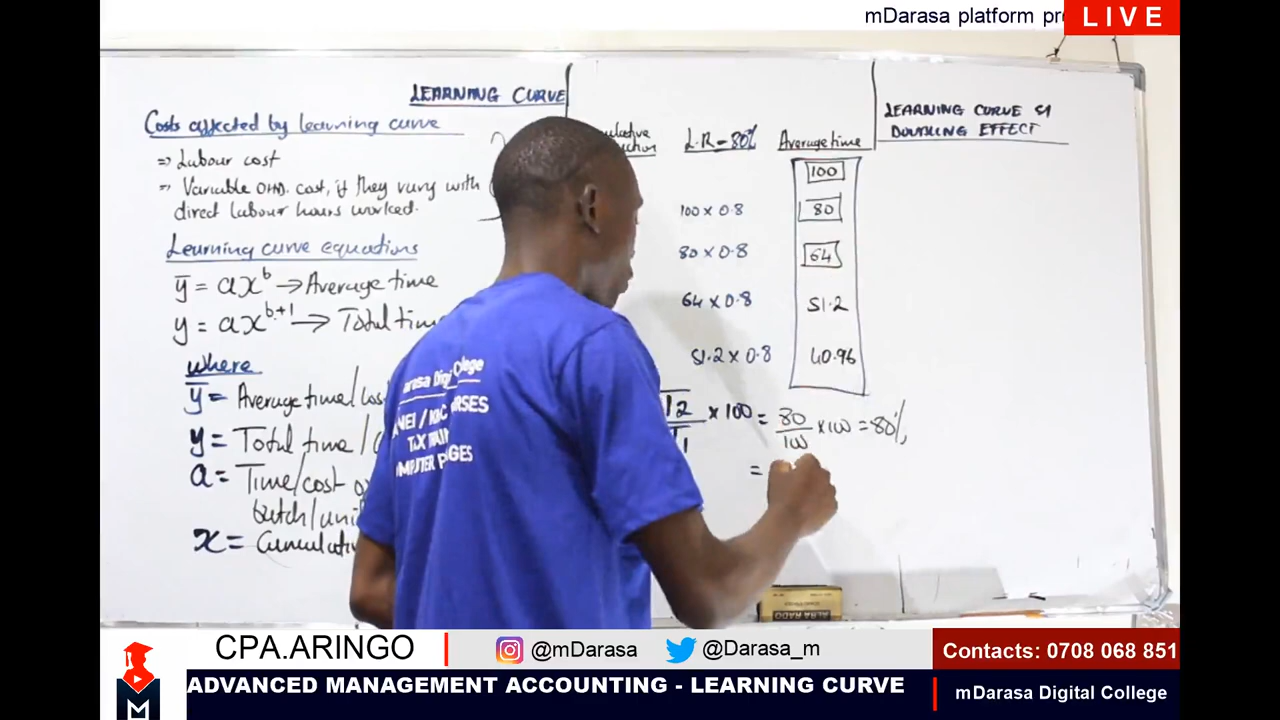 mDarasa platform
LIVE
LEARNING CURVE
Costs affected by learning curve
⇒ Labour cost
⇒ Variable OHD. cost, if they vary with
direct labour hours worked.
Learning curve equations
ȳ = ax^b → Average time
y = ax^b+1 → Total time
where
ȳ = Average time/
y = Total time /
a = Time/cost
batch/
x =
L.R = 80% Average time
100
100 x 0.8 80
80 x 0.8 64
64 x 0.8 51.2
51.2 x 0.8 40.96
x 100 = 80/100 x 100 = 80%
=
LEARNING CURVE &
DOUBLING EFFECT
CPA.ARINGO
@mDarasa
@Darasa_m
Contacts: 0708 068 851
M
ADVANCED MANAGEMENT ACCOUNTING - LEARNING CURVE
mDarasa Digital College